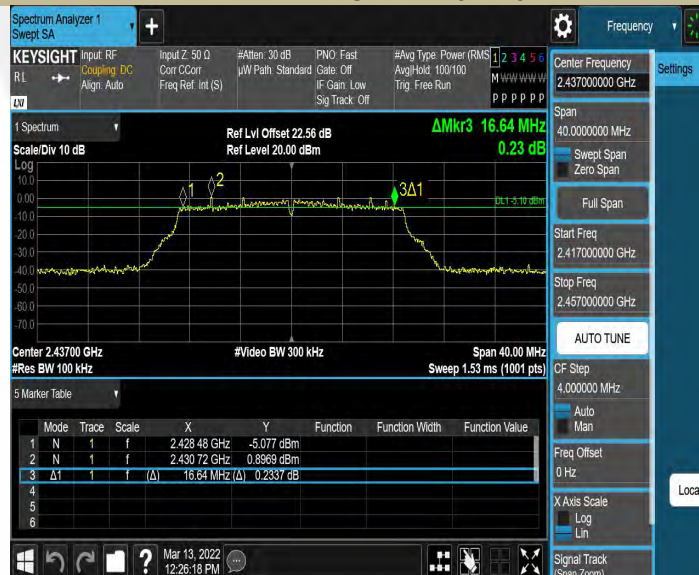 Spectrum Analyzer 1
Swept SA
+
Frequency
KEYSIGHT Input: RF Input Z: 50 Ω #Atten: 30 dB PNO: Fast #Avg Type: Power (RMS 1 2 3 4 5 6
RL Coupling: DC Corr CCorr µW Path: Standard Gate: Off Avg|Hold: 100/100 M W W W W W
Align: Auto Freq Ref: Int (S) IF Gain: Low Trig: Free Run
LXI Sig Track: Off P P P P P P
1 Spectrum
Ref Lvl Offset 22.56 dB ΔMkr3 16.64 MHz
Scale/Div 10 dB Ref Level 20.00 dBm 0.23 dB
Log
10.0
0.00
-10.0
-20.0
-30.0
-40.0
-50.0
-60.0
-70.0
1
2
3Δ1
DL1 -5.10 dBm
Center 2.43700 GHz #Video BW 300 kHz Span 40.00 MHz
#Res BW 100 kHz Sweep 1.53 ms (1001 pts)
5 Marker Table
Mode Trace Scale X Y Function Function Width Function Value
1 N 1 f 2.428 48 GHz -5.077 dBm
2 N 1 f 2.430 72 GHz 0.8969 dBm
3 Δ1 1 f (Δ) 16.64 MHz (Δ) 0.2337 dB
4
5
6
? Mar 13, 2022
12:26:18 PM
Center Frequency
2.437000000 GHz
Settings
Span
40.0000000 MHz
Swept Span
Zero Span
Full Span
Start Freq
2.417000000 GHz
Stop Freq
2.457000000 GHz
AUTO TUNE
CF Step
4.000000 MHz
Auto
Man
Freq Offset
0 Hz
X Axis Scale
Log
Lin
Signal Track
(Span Zoom)
Loca